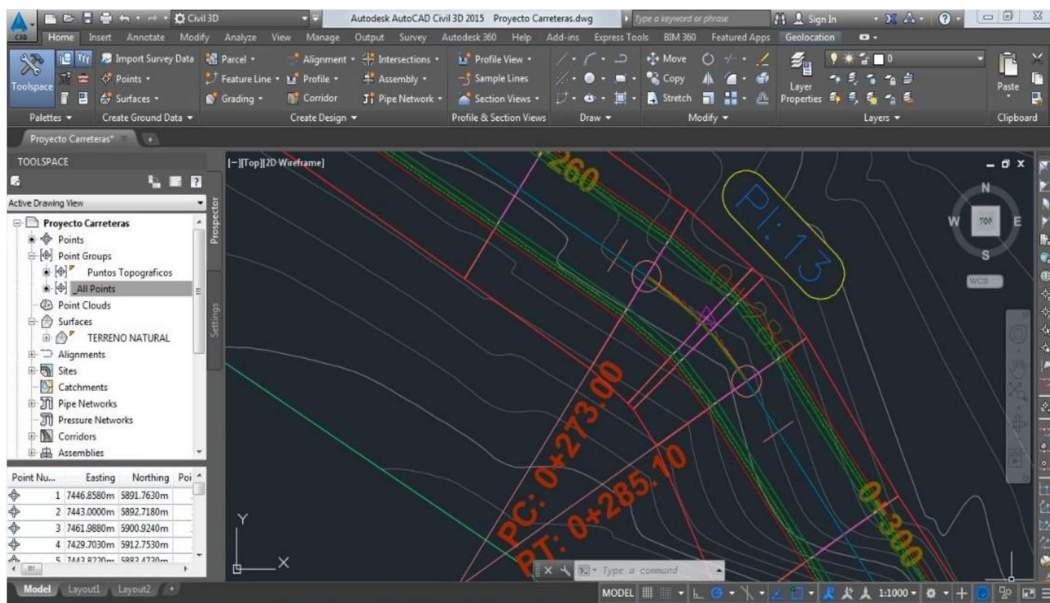 Civil 3D Autodesk AutoCAD Civil 3D 2015 Proyecto Carreteras.dwg Type a keyword or phrase Sign In
C3D Home Insert Annotate Modify Analyze View Manage Output Survey Autodesk 360 Help Add-ins Express Tools BIM 360 Featured Apps Geolocation
Import Survey Data Parcel Alignment Intersections Profile View Move 0
Toolspace Points Feature Line Profile Assembly Sample Lines Copy Layer Properties Paste
Surfaces Grading Corridor Pipe Network Section Views Stretch
Palettes Create Ground Data Create Design Profile & Section Views Draw Modify Layers Clipboard
Proyecto Carreteras*
TOOLSPACE
[-][Top][2D Wireframe]
Active Drawing View
Prospector
Settings
Proyecto Carreteras
Points
Point Groups
Puntos Topograficos
_All Points
Point Clouds
Surfaces
TERRENO NATURAL
Alignments
Sites
Catchments
Pipe Networks
Pressure Networks
Corridors
Assemblies
Point Nu... Easting Northing Poi
1 7446.8580m 5891.7630m
2 7443.0000m 5892.7180m
3 7461.9880m 5900.9240m
4 7429.7030m 5912.7530m
5 7443.8220m 5883.4730m
PI: 13
N
W TOP E
S
WCS
PC: 0+273.00
PT: 0+285.10
0+300
Y
X
Type a command
Model Layout1 Layout2 MODEL 1:1000